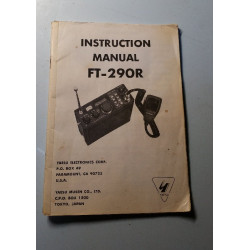 INSTRUCTION
MANUAL
FT-290R
YAESU ELECTRONICS CORP.
P.O. BOX 49
PARAMOUNT, CA 90723
U.S.A.
YAESU MUSEN CO., LTD.
C.P.O. BOX 1500
TOKYO, JAPAN